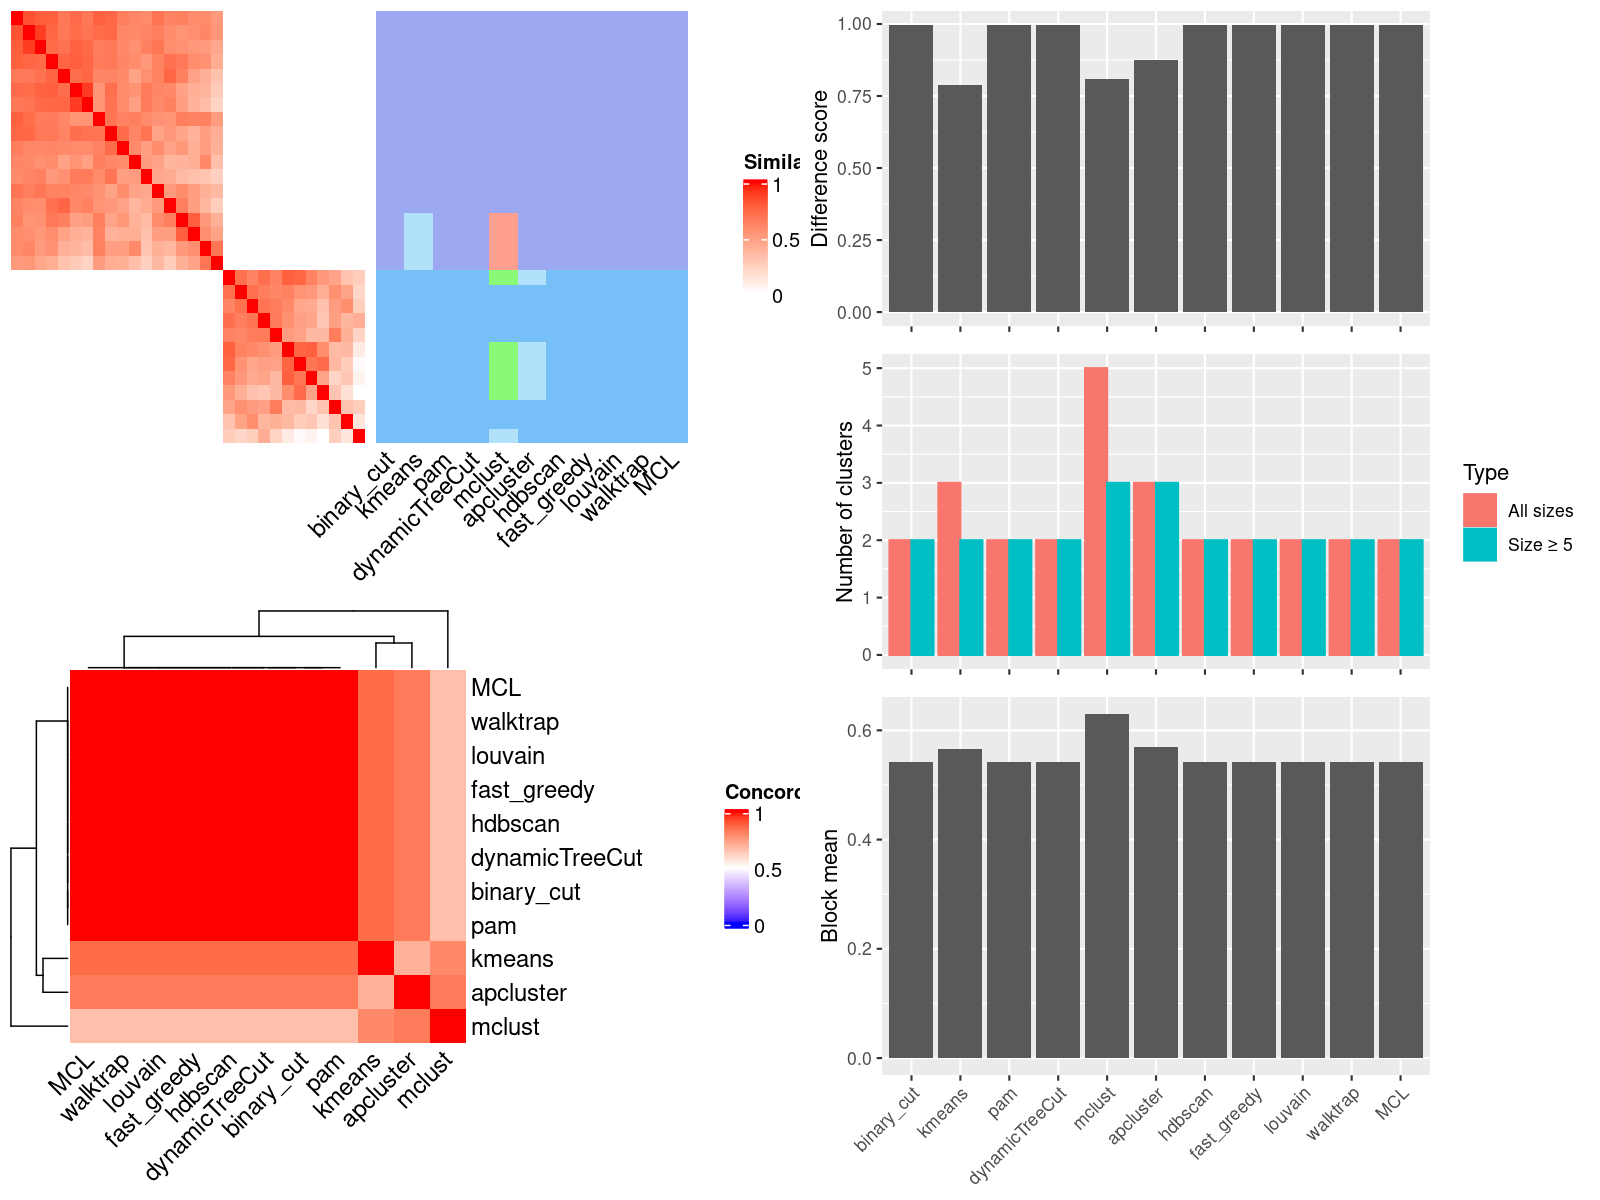 Simila
1
0.5
0
binary_cut
kmeans
pam
dynamicTreeCut
mclust
apcluster
hdbscan
fast_greedy
louvain
walktrap
MCL
MCL
walktrap
louvain
fast_greedy
hdbscan
dynamicTreeCut
binary_cut
pam
kmeans
apcluster
mclust
Concord
1
0.5
0
MCL
walktrap
louvain
fast_greedy
hdbscan
dynamicTreeCut
binary_cut
pam
kmeans
apcluster
mclust
Difference score
1.00
0.75
0.50
0.25
0.00
Number of clusters
5
4
3
2
1
0
Type
All sizes
Size ≥ 5
Block mean
0.6
0.4
0.2
0.0
binary_cut
kmeans
pam
dynamicTreeCut
mclust
apcluster
hdbscan
fast_greedy
louvain
walktrap
MCL